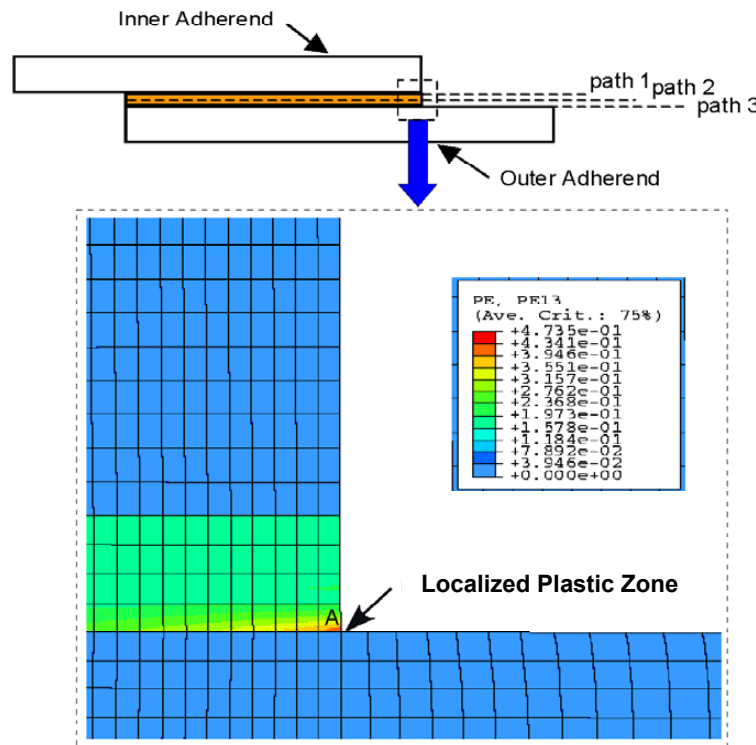 Inner Adherend
path 1
path 2
path 3
Outer Adherend
PE, PE13
(Ave. Crit.: 75%)
+4.735e-01
+4.341e-01
+3.946e-01
+3.551e-01
+3.157e-01
+2.762e-01
+2.368e-01
+1.973e-01
+1.578e-01
+1.184e-01
+7.892e-02
+3.946e-02
+0.000e+00
Localized Plastic Zone
A